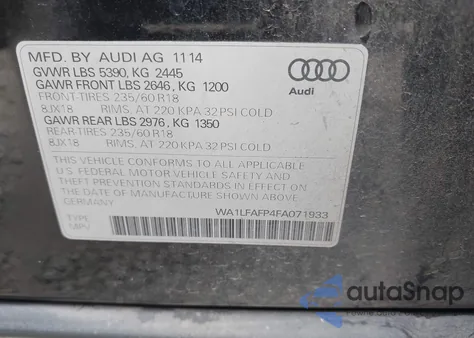 MFD. BY AUDI AG 1114
GVWR LBS 5390, KG 2445
GAWR FRONT LBS 2646, KG 1200
FRONT-TIRES 235/60 R18
8JX18 RIMS, AT 220 KPA 32 PSI COLD
GAWR REAR LBS 2976, KG 1350
REAR-TIRES 235/60 R18
8JX18 RIMS, AT 220 KPA 32 PSI COLD
Audi
THIS VEHICLE CONFORMS TO ALL APPLICABLE
U.S. FEDERAL MOTOR VEHICLE SAFETY AND
THEFT PREVENTION STANDARDS IN EFFECT ON
THE DATE OF MANUFACTURE SHOWN ABOVE.
GERMANY
WA1LFAFP4FA071933
TYPE:
MPV
autoSnap